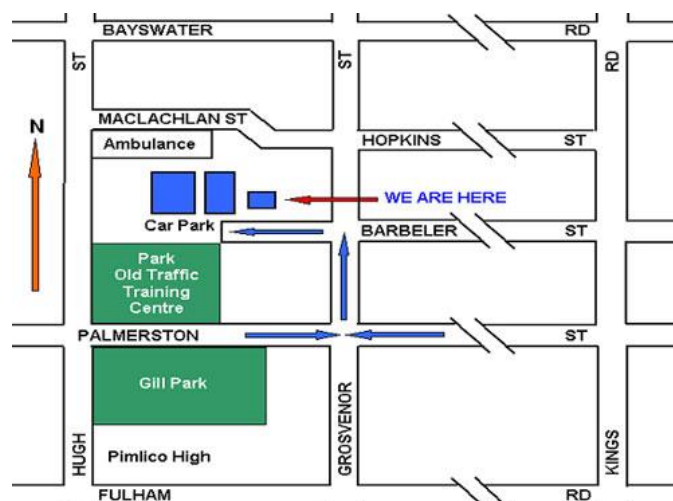 BAYSWATER RD
ST
ST
RD
MACLACHLAN ST
HOPKINS ST
N
Ambulance
WE ARE HERE
Car Park
BARBELER ST
Park
Old Traffic
Training
Centre
PALMERSTON ST
Gill Park
Pimlico High
HUGH
GROSVENOR
KINGS
FULHAM RD